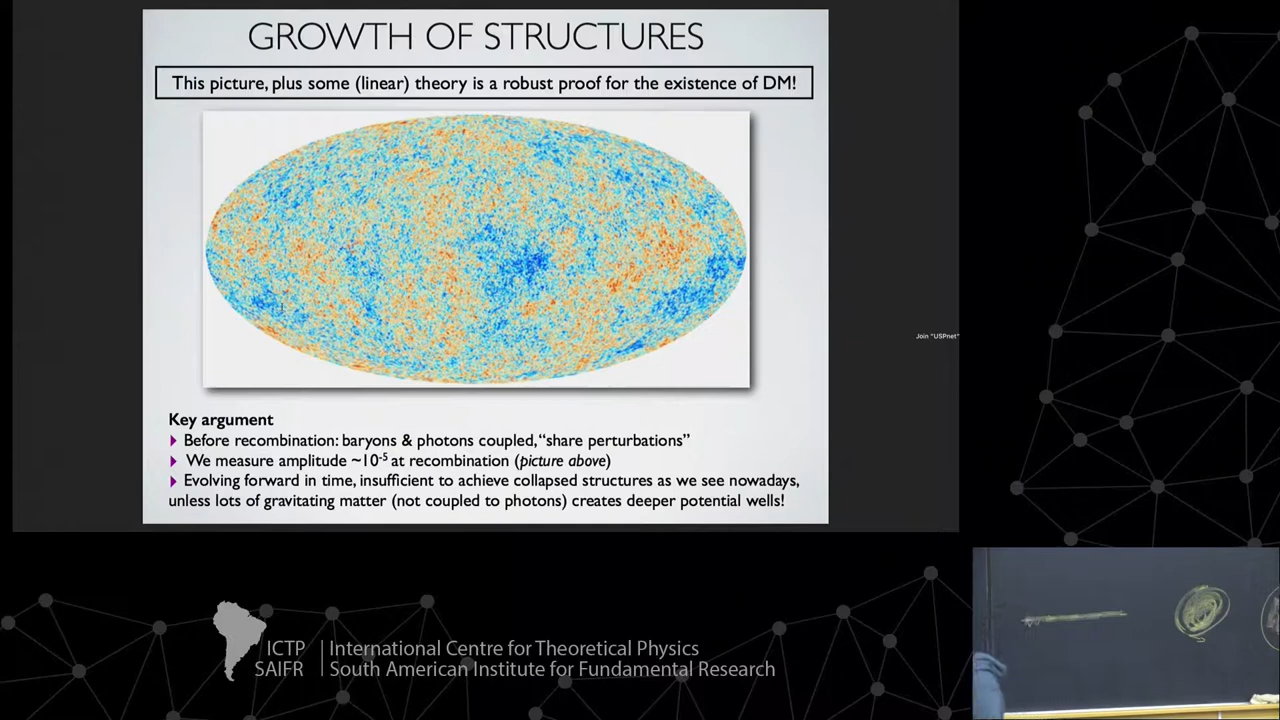 GROWTH OF STRUCTURES
This picture, plus some (linear) theory is a robust proof for the existence of DM!
Key argument
Before recombination: baryons & photons coupled, “share perturbations”
We measure amplitude ~10⁻⁵ at recombination (picture above)
Evolving forward in time, insufficient to achieve collapsed structures as we see nowadays,
unless lots of gravitating matter (not coupled to photons) creates deeper potential wells!
Join "USPnet"
ICTP International Centre for Theoretical Physics
SAIFR South American Institute for Fundamental Research